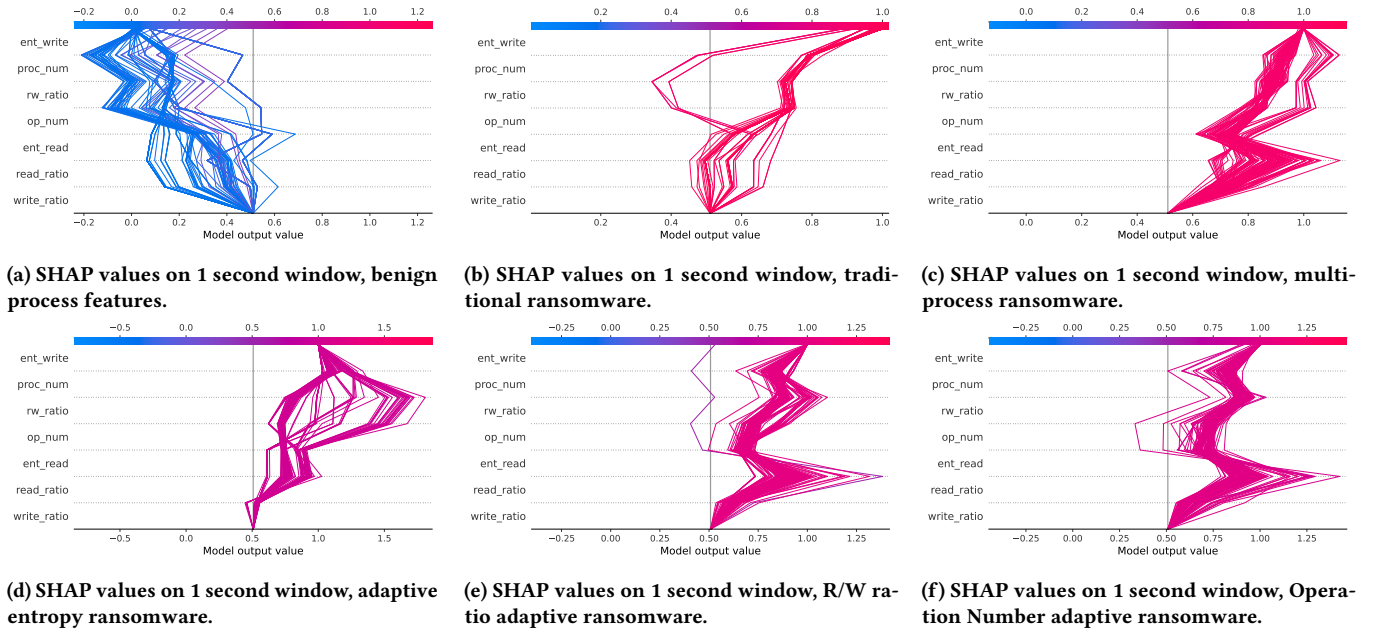 −0.2 0.0 0.2 0.4 0.6 0.8 1.0 1.2
ent_write
proc_num
rw_ratio
op_num
ent_read
read_ratio
write_ratio
−0.2 0.0 0.2 0.4 0.6 0.8 1.0 1.2
Model output value
(a) SHAP values on 1 second window, benign
process features.
0.2 0.4 0.6 0.8 1.0
ent_write
proc_num
rw_ratio
op_num
ent_read
read_ratio
write_ratio
0.2 0.4 0.6 0.8 1.0
Model output value
(b) SHAP values on 1 second window, tradi-
tional ransomware.
0.0 0.2 0.4 0.6 0.8 1.0
ent_write
proc_num
rw_ratio
op_num
ent_read
read_ratio
write_ratio
0.0 0.2 0.4 0.6 0.8 1.0
Model output value
(c) SHAP values on 1 second window, multi-
process ransomware.
−0.5 0.0 0.5 1.0 1.5
ent_write
proc_num
rw_ratio
op_num
ent_read
read_ratio
write_ratio
−0.5 0.0 0.5 1.0 1.5
Model output value
(d) SHAP values on 1 second window, adaptive
entropy ransomware.
−0.25 0.00 0.25 0.50 0.75 1.00 1.25
ent_write
proc_num
rw_ratio
op_num
ent_read
read_ratio
write_ratio
−0.25 0.00 0.25 0.50 0.75 1.00 1.25
Model output value
(e) SHAP values on 1 second window, R/W ra-
tio adaptive ransomware.
−0.25 0.00 0.25 0.50 0.75 1.00 1.25
ent_write
proc_num
rw_ratio
op_num
ent_read
read_ratio
write_ratio
−0.25 0.00 0.25 0.50 0.75 1.00 1.25
Model output value
(f) SHAP values on 1 second window, Opera-
tion Number adaptive ransomware.